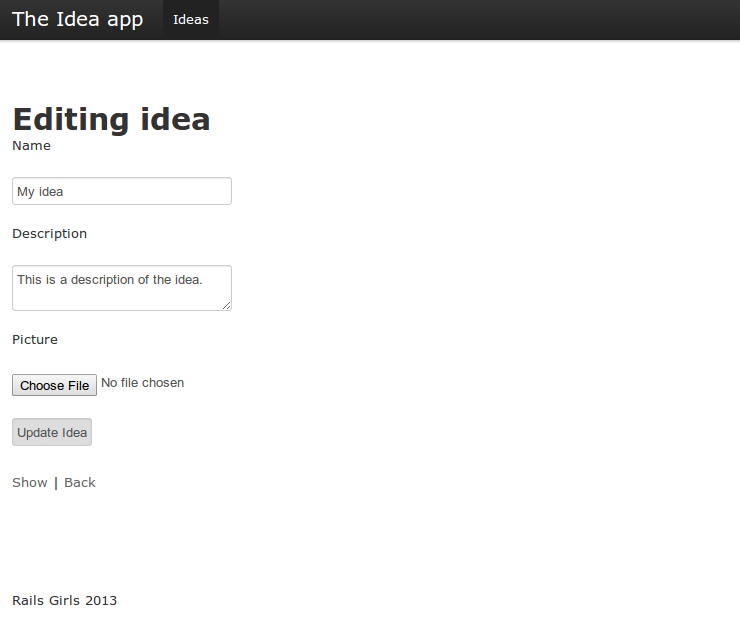 The Idea app Ideas
Editing idea
Name
My idea
Description
This is a description of the idea.
Picture
Choose File No file chosen
Update Idea
Show | Back
Rails Girls 2013